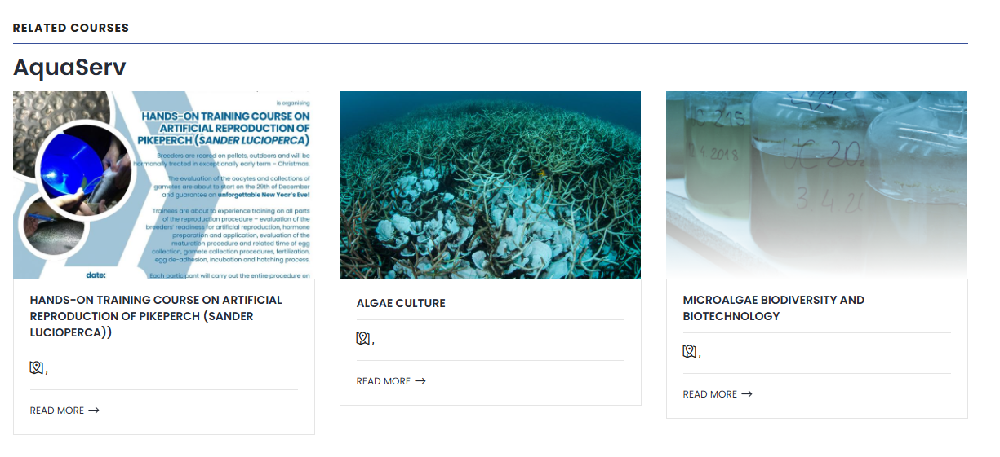 RELATED COURSES
AquaServ
is organising
HANDS-ON TRAINING COURSE ON
ARTIFICIAL REPRODUCTION OF
PIKEPERCH (SANDER LUCIOPERCA)
Breeders are reared on pellets, outdoors and will be
hormonally treated in exceptionally early term – Christmas.
The evaluation of the oocytes and collections of
gametes are about to start on the 29th of December
and guarantee an unforgettable New Year's Eve!
Trainees are about to experience training on all parts
of the reproduction procedure – evaluation of the
breeders' readiness for artificial reproduction, hormone
preparation and application, evaluation of the
maturation procedure and related time of egg
collection, gamete collection procedures, fertilization,
egg de-adhesion, incubation and hatching process.
date:
Each participant will carry out the entire procedure on
215
4.2018
UC 20
3.4.20
HANDS-ON TRAINING COURSE ON ARTIFICIAL
REPRODUCTION OF PIKEPERCH (SANDER
LUCIOPERCA))
,
READ MORE →
ALGAE CULTURE
,
READ MORE →
MICROALGAE BIODIVERSITY AND
BIOTECHNOLOGY
,
READ MORE →